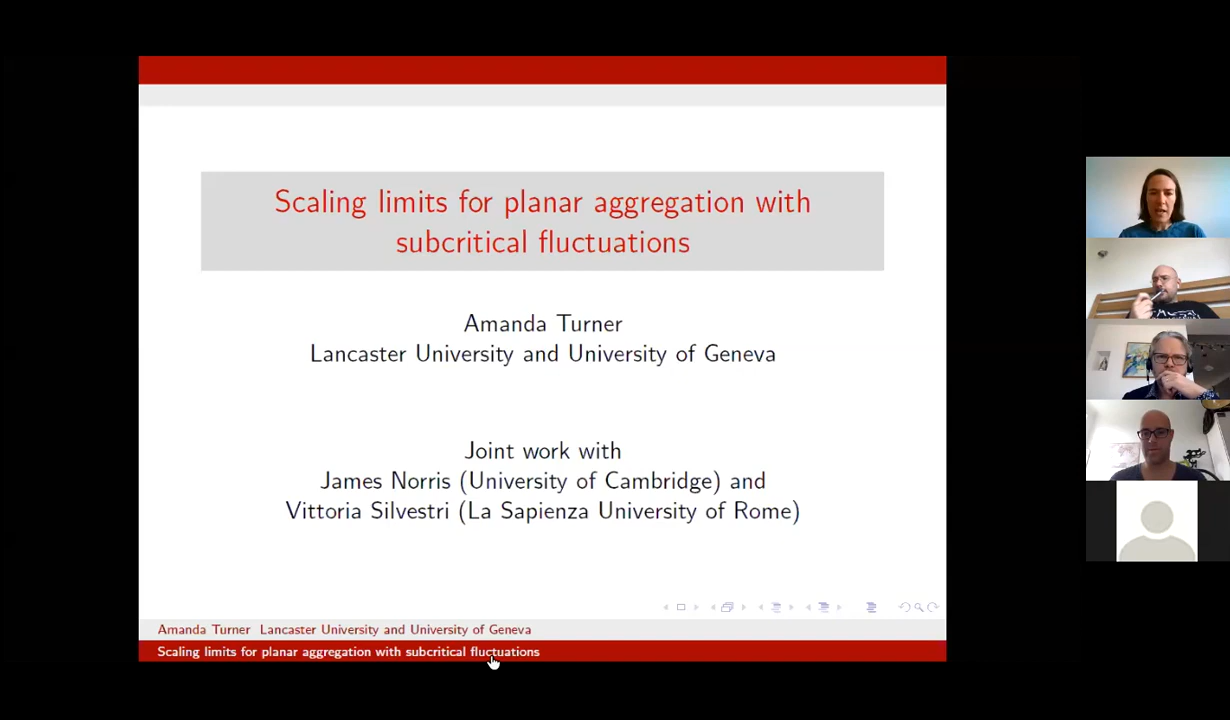 Scaling limits for planar aggregation with
subcritical fluctuations
Amanda Turner
Lancaster University and University of Geneva
Joint work with
James Norris (University of Cambridge) and
Vittoria Silvestri (La Sapienza University of Rome)
Amanda Turner Lancaster University and University of Geneva
Scaling limits for planar aggregation with subcritical fluctuations